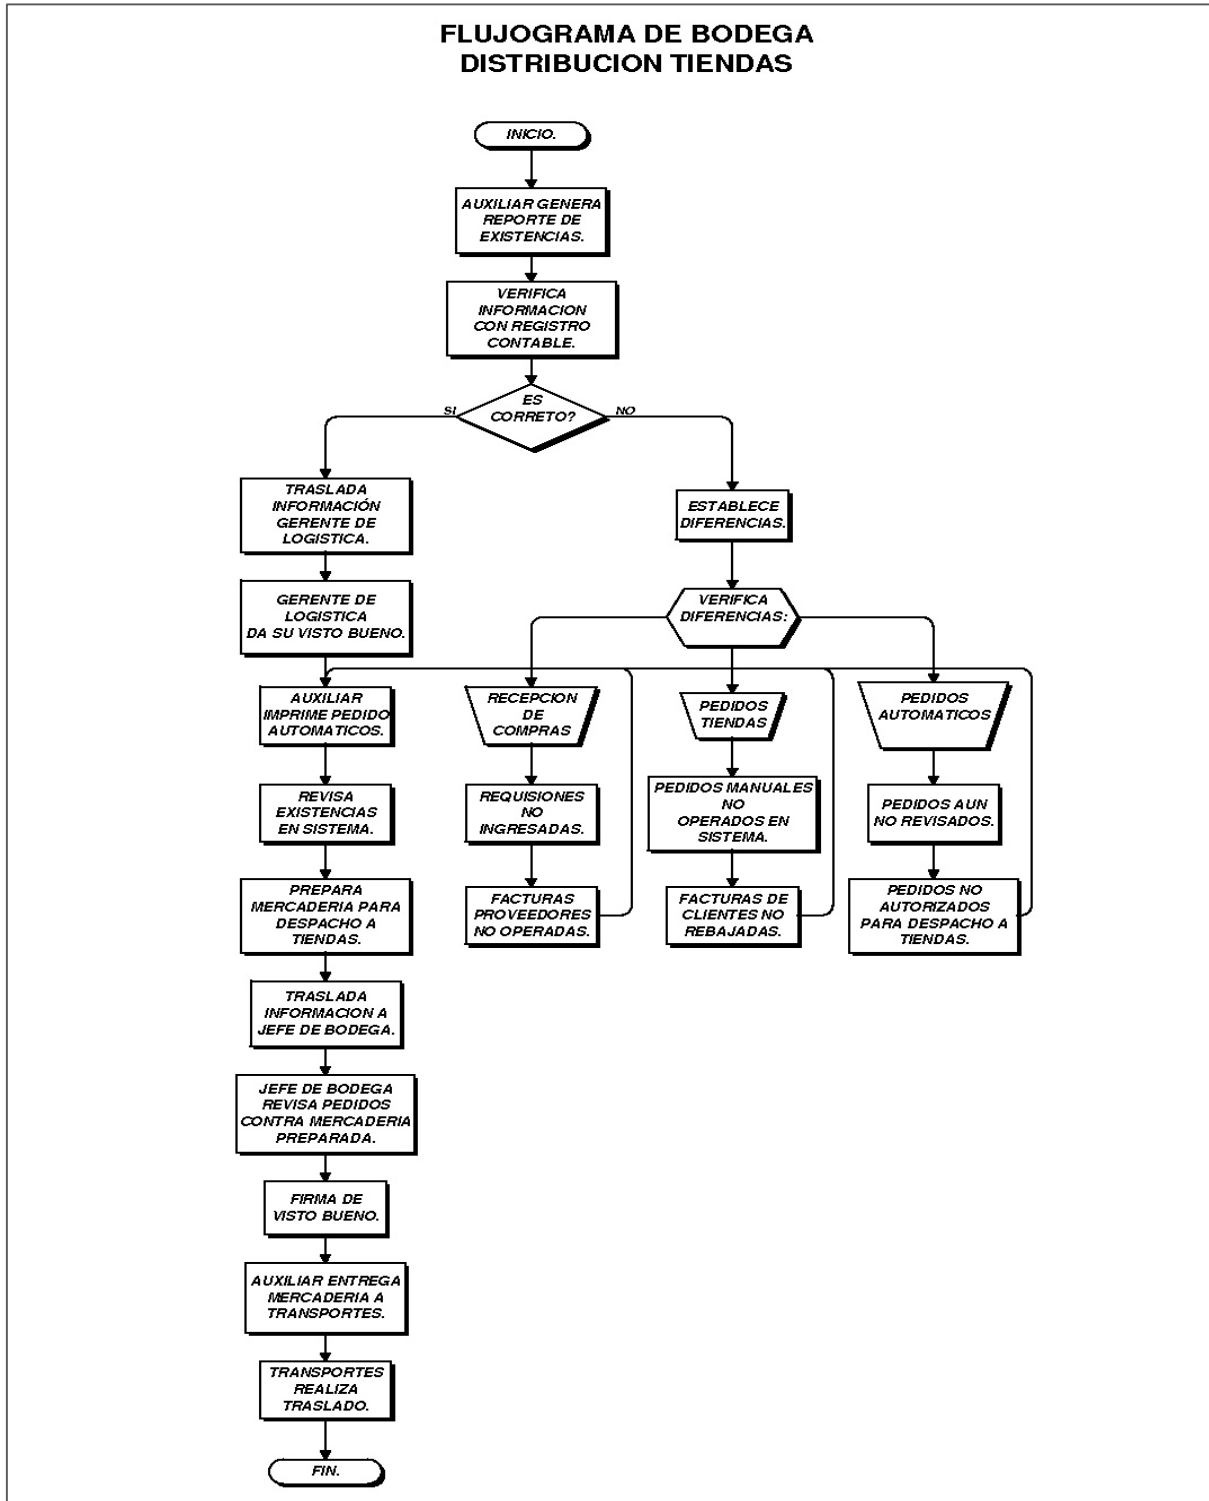 FLUJOGRAMA DE BODEGA
DISTRIBUCION TIENDAS
INICIO.
AUXILIAR GENERA
REPORTE DE
EXISTENCIAS.
VERIFICA
INFORMACION
CON REGISTRO
CONTABLE.
ES
CORRETO?
SI
NO
TRASLADA
INFORMACIÓN
GERENTE DE
LOGISTICA.
ESTABLECE
DIFERENCIAS.
GERENTE DE
LOGISTICA
DA SU VISTO BUENO.
VERIFICA
DIFERENCIAS:
AUXILIAR
IMPRIME PEDIDO
AUTOMATICOS.
RECEPCION
DE
COMPRAS
PEDIDOS
TIENDAS
PEDIDOS
AUTOMATICOS
REVISA
EXISTENCIAS
EN SISTEMA.
REQUISIONES
NO
INGRESADAS.
PEDIDOS MANUALES
NO
OPERADOS EN
SISTEMA.
PEDIDOS AUN
NO REVISADOS.
PREPARA
MERCADERIA PARA
DESPACHO A
TIENDAS.
FACTURAS
PROVEEDORES
NO OPERADAS.
FACTURAS DE
CLIENTES NO
REBAJADAS.
PEDIDOS NO
AUTORIZADOS
PARA DESPACHO A
TIENDAS.
TRASLADA
INFORMACION A
JEFE DE BODEGA.
JEFE DE BODEGA
REVISA PEDIDOS
CONTRA MERCADERIA
PREPARADA.
FIRMA DE
VISTO BUENO.
AUXILIAR ENTREGA
MERCADERIA A
TRANSPORTES.
TRANSPORTES
REALIZA
TRASLADO.
FIN.